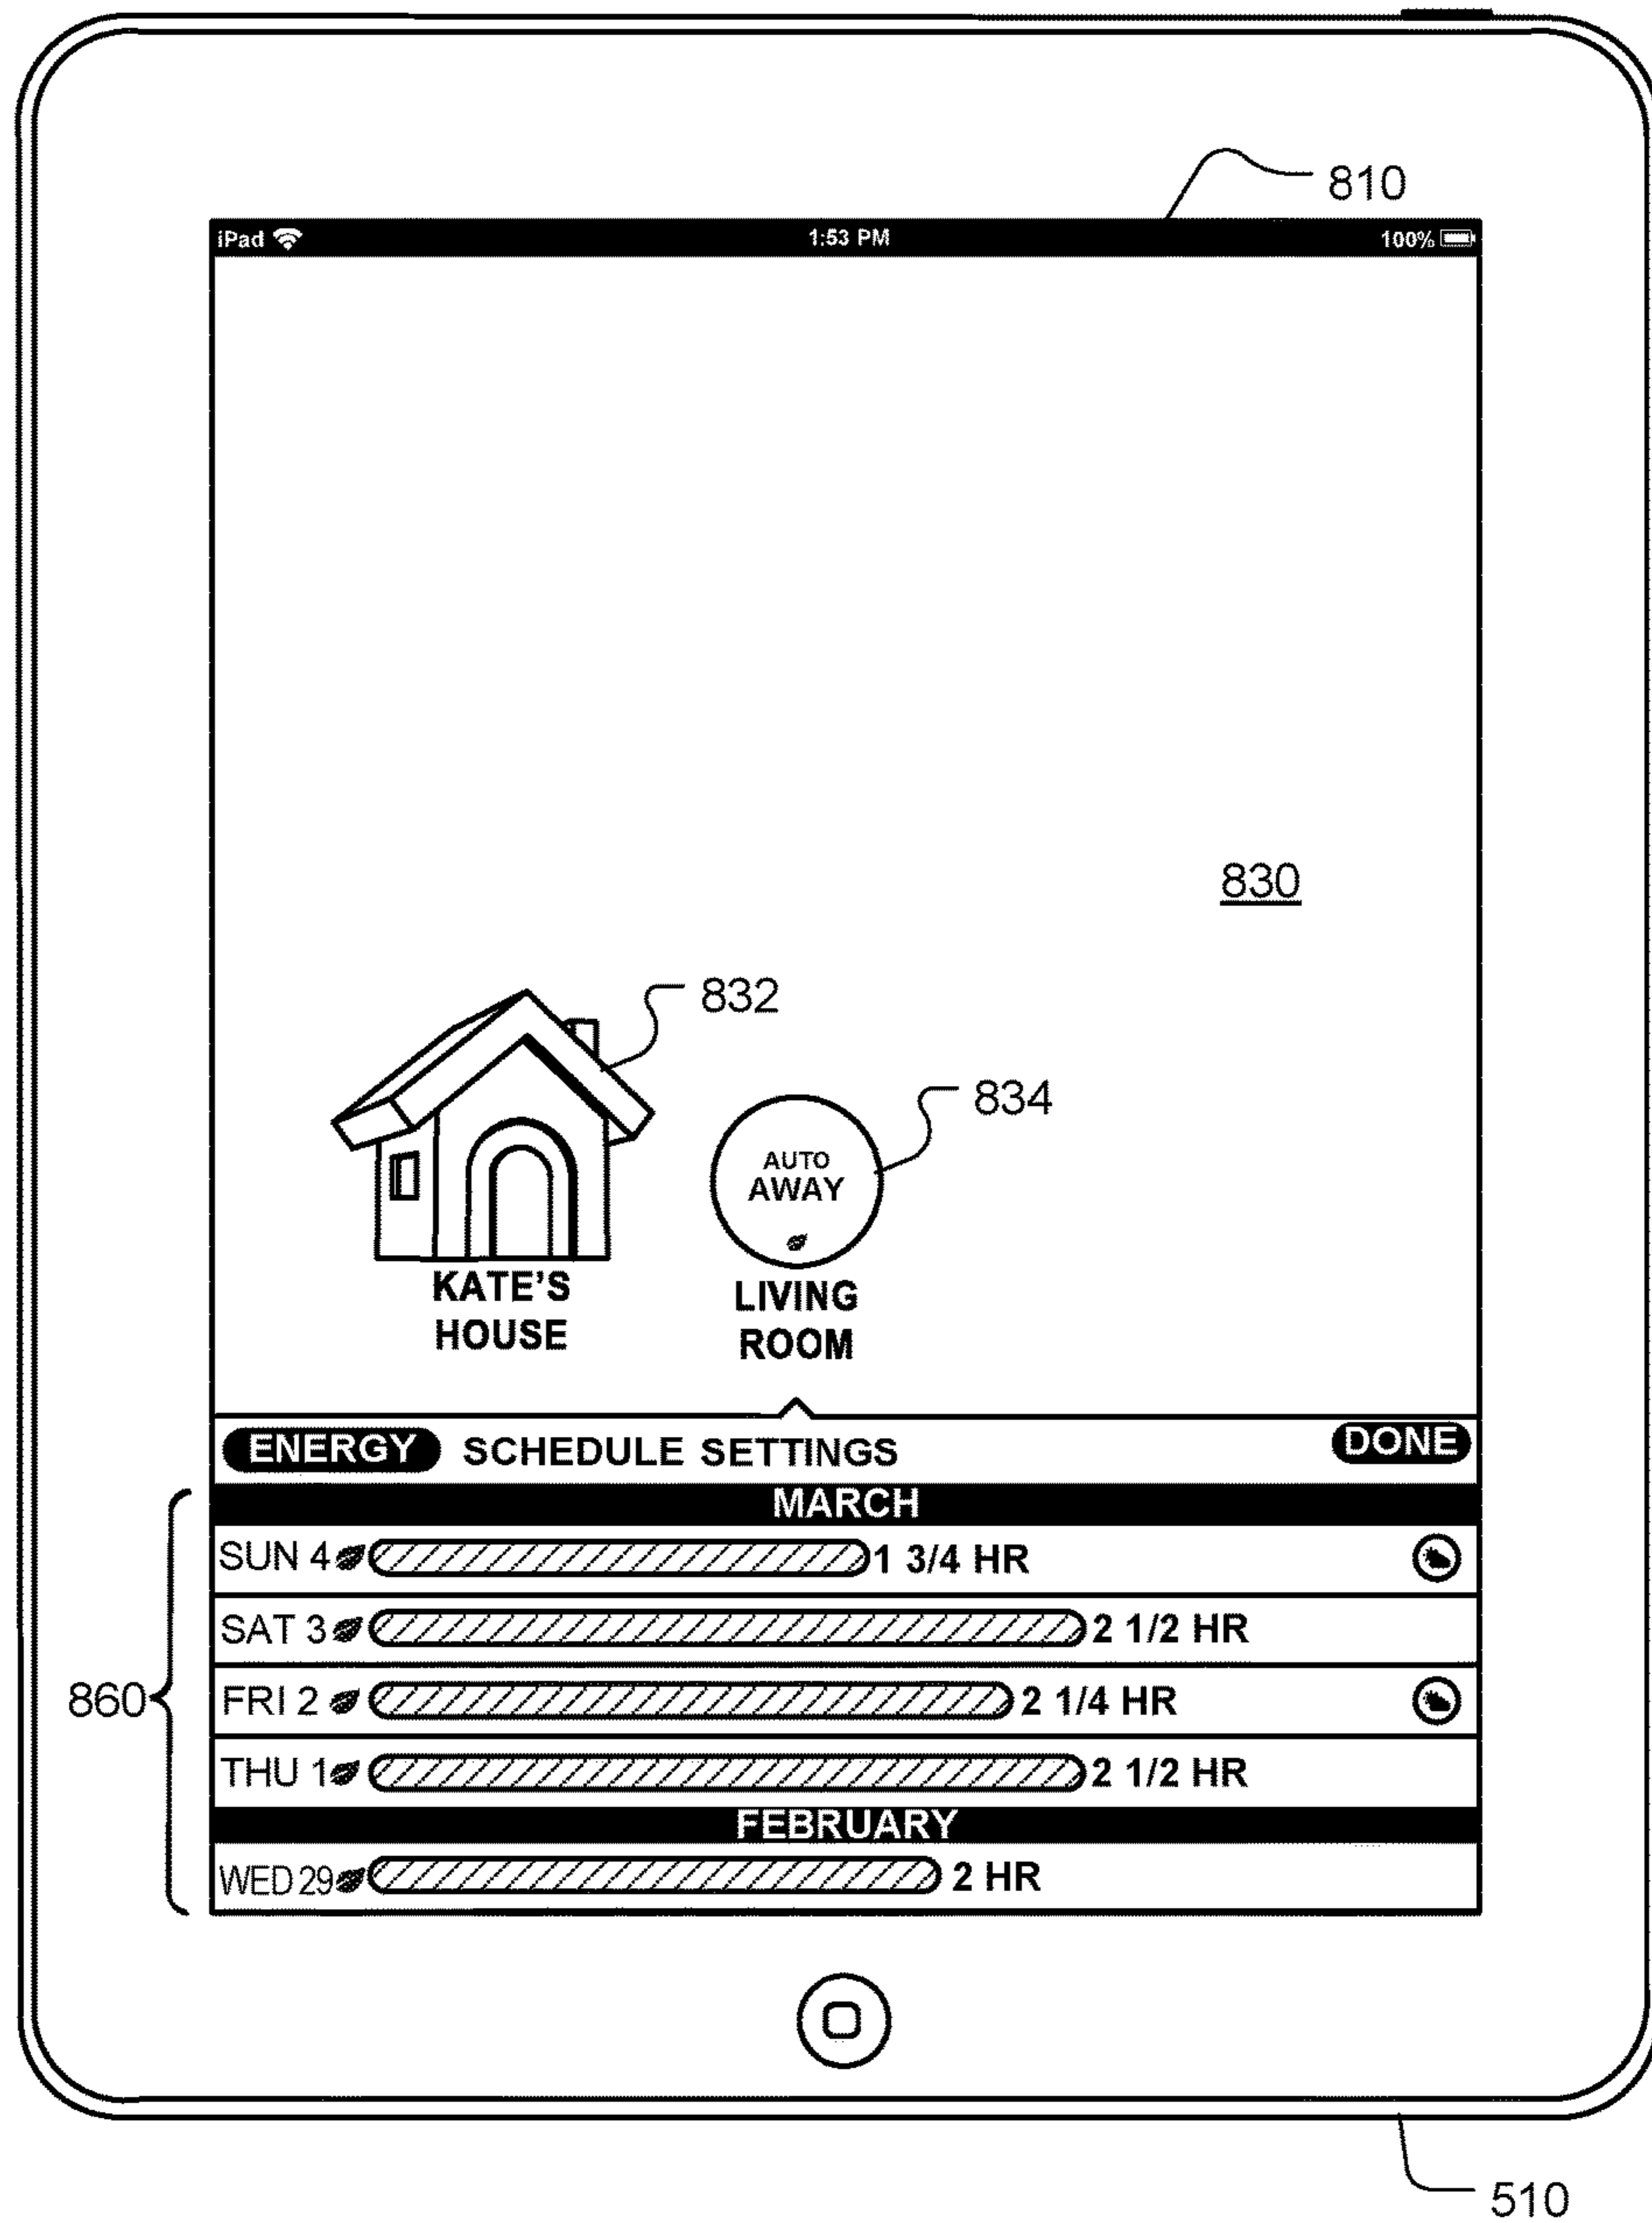 810
iPad 1:53 PM 100%
830
832
834
AUTO
AWAY
KATE'S
HOUSE
LIVING
ROOM
ENERGY SCHEDULE SETTINGS DONE
MARCH
SUN 4 1 3/4 HR
SAT 3 2 1/2 HR
860
FRI 2 2 1/4 HR
THU 1 2 1/2 HR
FEBRUARY
WED 29 2 HR
510